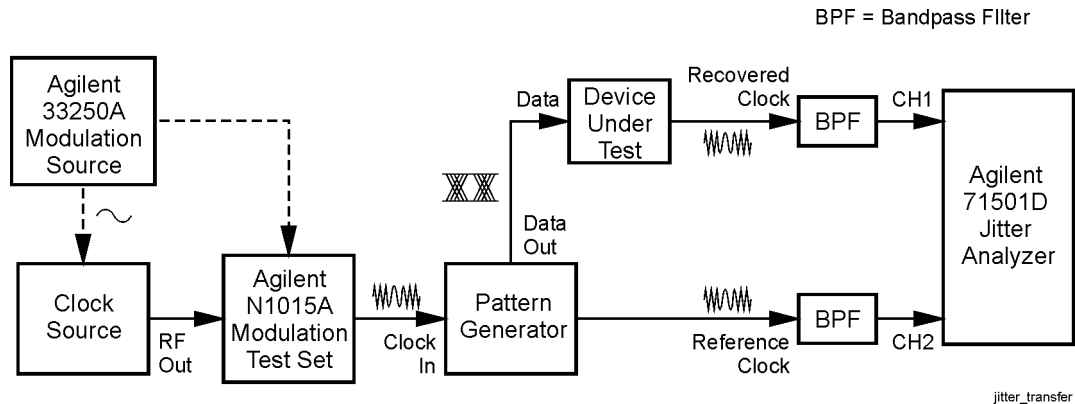 BPF = Bandpass FIlter
Agilent
33250A
Modulation
Source
Data
Device
Under
Test
Recovered
Clock
BPF
CH1
Agilent
71501D
Jitter
Analyzer
Data
Out
Clock
Source
RF
Out
Agilent
N1015A
Modulation
Test Set
Clock
In
Pattern
Generator
Reference
Clock
BPF
CH2
jitter_transfer